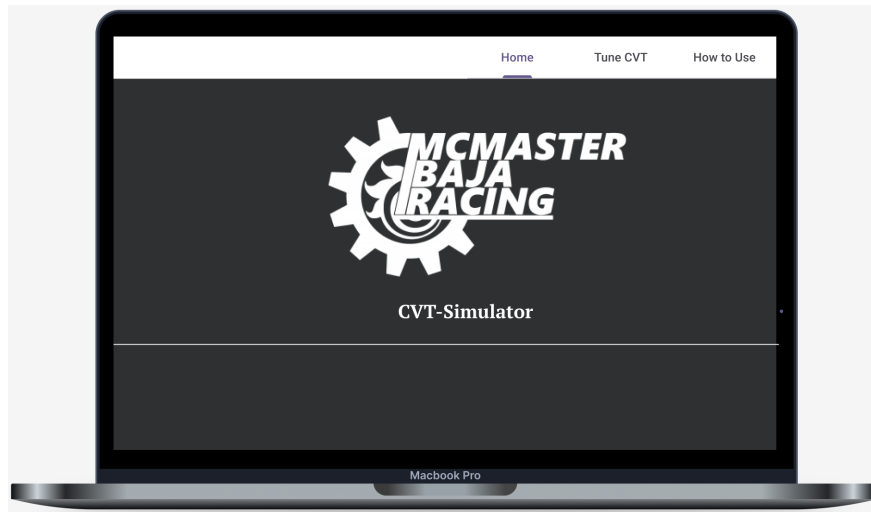 Home Tune CVT How to Use
MCMASTER
BAJA
RACING
CVT-Simulator
Macbook Pro